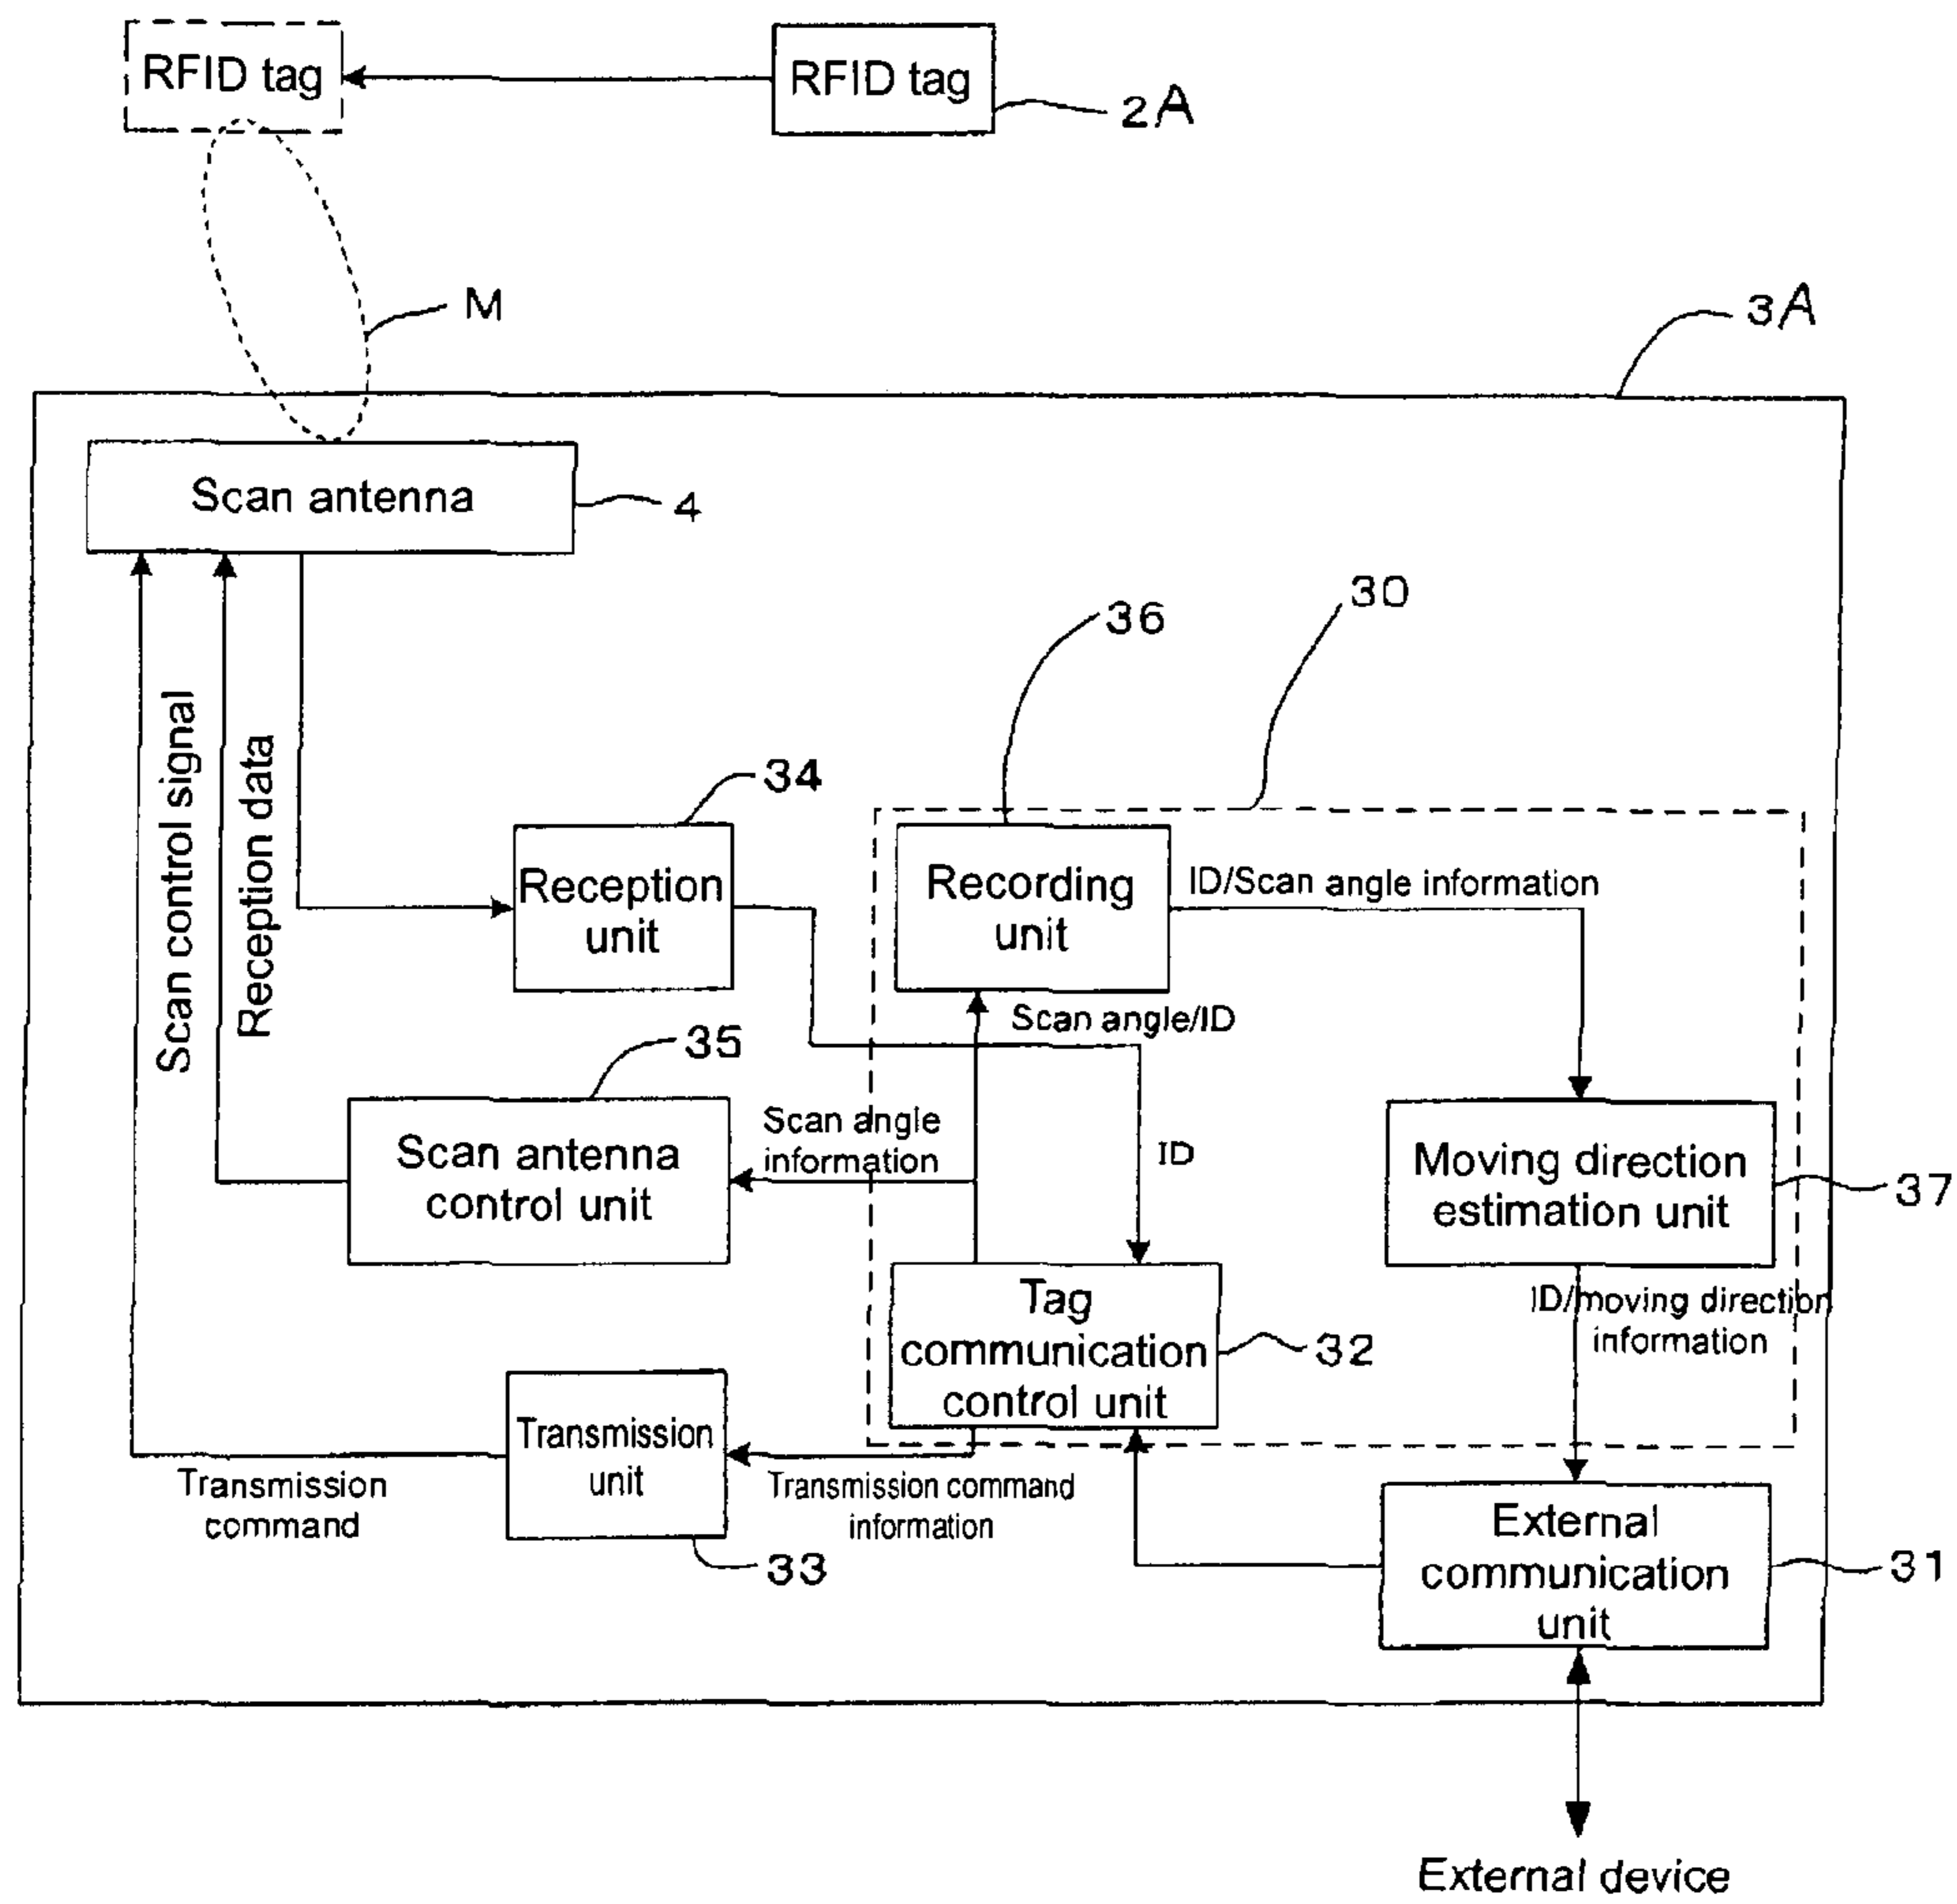 RFID tag
RFID tag
2A
M
3A
Scan antenna
4
30
36
Scan control signal
Reception data
34
Reception
unit
Recording
unit
ID/Scan angle information
Scan angle/ID
35
Scan antenna
control unit
Scan angle
information
ID
Moving direction
estimation unit
37
ID/moving direction
information
Tag
communication
control unit
32
Transmission
unit
33
Transmission
command
Transmission command
information
External
communication
unit
31
External device